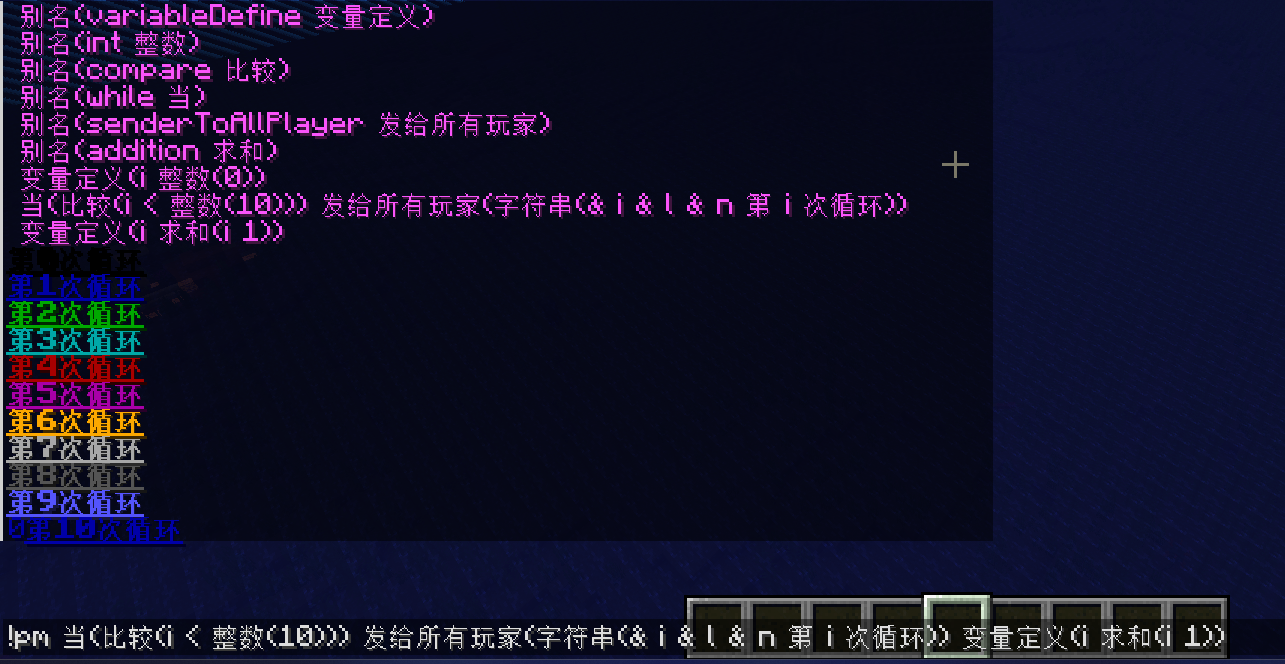 别名(variableDefine 变量定义)
别名(int 整数)
别名(compare 比较)
别名(while 当)
别名(senderToAllPlayer 发给所有玩家)
别名(addition 求和)
变量定义(i 整数(0))
当(比较(i < 整数(10))) 发给所有玩家(字符串(& i & l & n 第 i 次循环))
变量定义(i 求和(i 1))
第0次循环
第1次循环
第2次循环
第3次循环
第4次循环
第5次循环
第6次循环
第7次循环
第8次循环
第9次循环
0第10次循环
!pm 当(比较(i < 整数(10))) 发给所有玩家(字符串(& i & l & n 第 i 次循环)) 变量定义(i 求和(i 1))